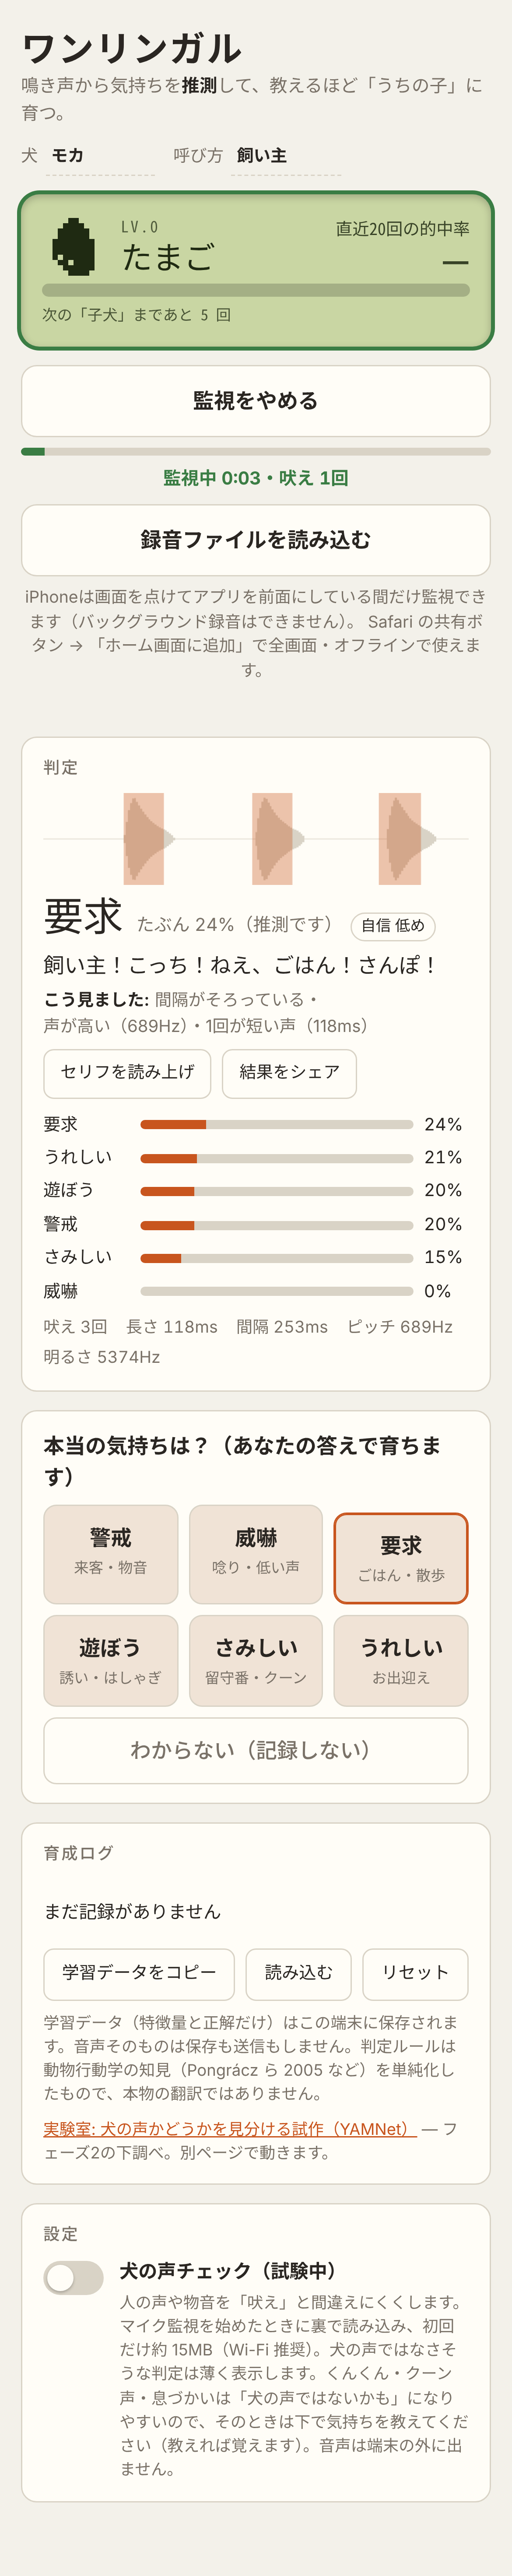 ワンリンガル
鳴き声から気持ちを推測して、教えるほど「うちの子」に
育つ。
犬 モカ 呼び方 飼い主
LV.0
たまご
直近20回の的中率
—
次の「子犬」まであと 5 回
監視をやめる
監視中 0:03・吠え 1回
録音ファイルを読み込む
iPhoneは画面を点けてアプリを前面にしている間だけ監視でき
ます（バックグラウンド録音はできません）。 Safari の共有ボ
タン → 「ホーム画面に追加」で全画面・オフラインで使えま
す。
判定
要求 たぶん 24%（推測です） 自信 低め
飼い主！こっち！ねえ、ごはん！さんぽ！
こう見ました: 間隔がそろっている・
声が高い（689Hz）・1回が短い声（118ms）
セリフを読み上げ 結果をシェア
要求 24%
うれしい 21%
遊ぼう 20%
警戒 20%
さみしい 15%
威嚇 0%
吠え 3回 長さ 118ms 間隔 253ms ピッチ 689Hz
明るさ 5374Hz
本当の気持ちは？（あなたの答えで育ちま
す）
警戒
来客・物音
威嚇
唸り・低い声
要求
ごはん・散歩
遊ぼう
誘い・はしゃぎ
さみしい
留守番・クーン
うれしい
お出迎え
わからない（記録しない）
育成ログ
まだ記録がありません
学習データをコピー 読み込む リセット
学習データ（特徴量と正解だけ）はこの端末に保存されま
す。音声そのものは保存も送信もしません。判定ルールは
動物行動学の知見（Pongrácz ら 2005 など）を単純化し
たもので、本物の翻訳ではありません。
実験室: 犬の声かどうかを見分ける試作（YAMNet） — フ
ェーズ2の下調べ。別ページで動きます。
設定
犬の声チェック（試験中）
人の声や物音を「吠え」と間違えにくくします。
マイク監視を始めたときに裏で読み込み、初回
だけ約 15MB（Wi-Fi 推奨）。犬の声ではなさそ
うな判定は薄く表示します。くんくん・クーン
声・息づかいは「犬の声ではないかも」になり
やすいので、そのときは下で気持ちを教えてくだ
さい（教えれば覚えます）。音声は端末の外に出
ません。